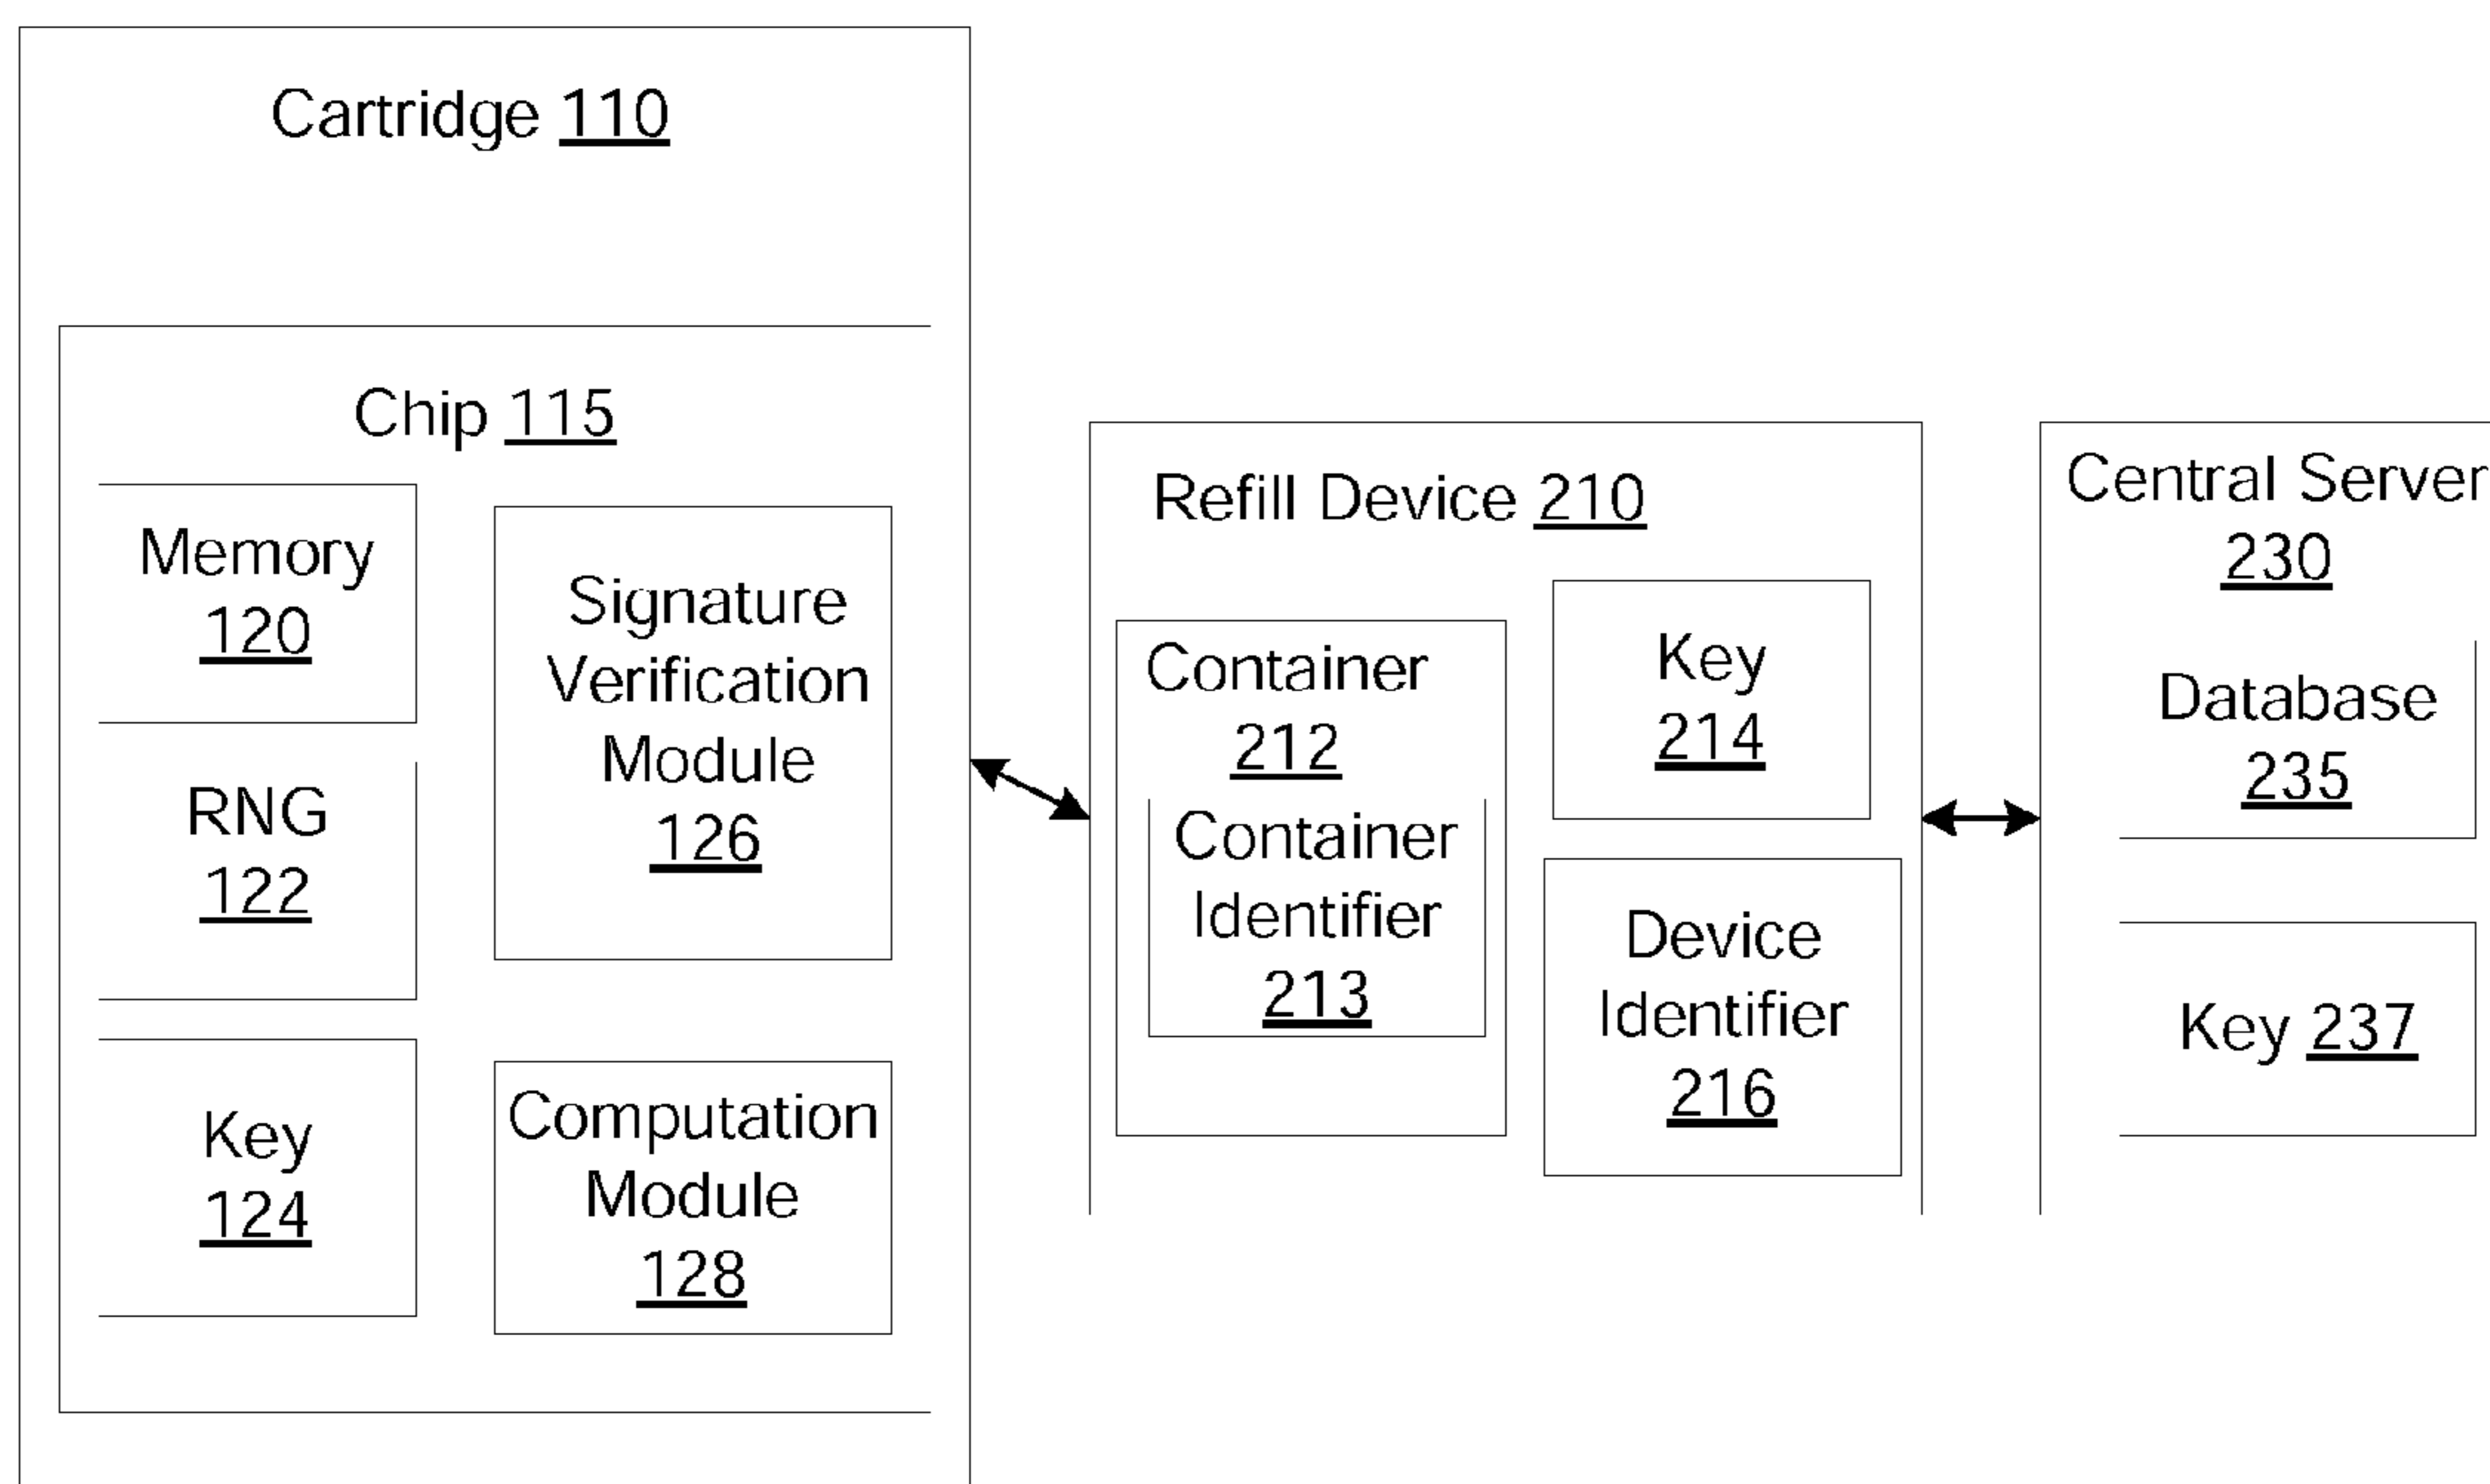 Cartridge 110
Chip 115
Memory
120
RNG
122
Key
124
Signature
Verification
Module
126
Computation
Module
128
Refill Device 210
Container
212
Container
Identifier
213
Key
214
Device
Identifier
216
Central Server
230
Database
235
Key 237